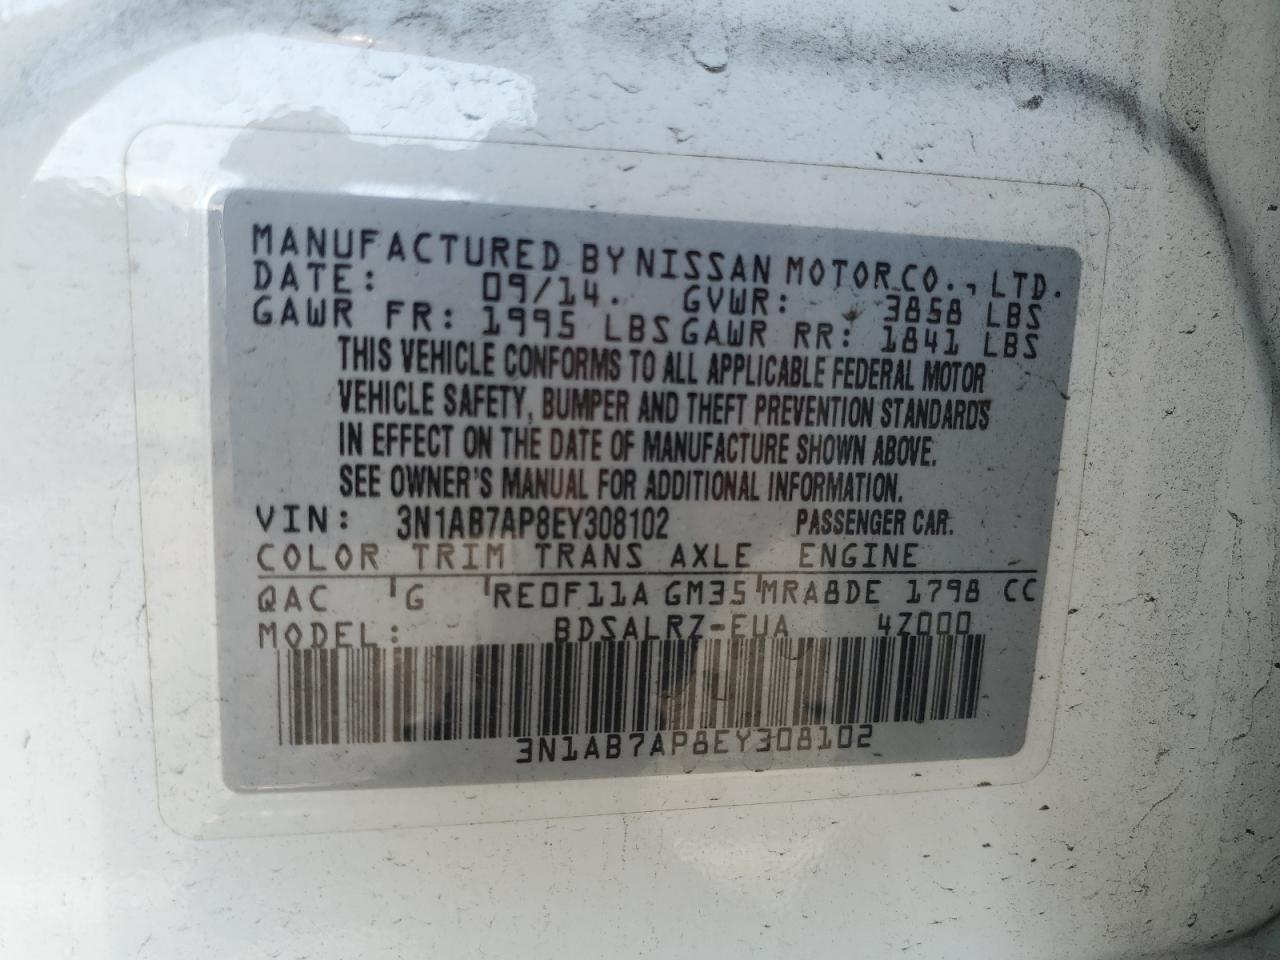 MANUFACTURED BY NISSAN MOTOR CO., LTD.
DATE: 09/14. GVWR: 3858 LBS
GAWR FR: 1995 LBS GAWR RR: 1841 LBS
THIS VEHICLE CONFORMS TO ALL APPLICABLE FEDERAL MOTOR
VEHICLE SAFETY, BUMPER AND THEFT PREVENTION STANDARDS
IN EFFECT ON THE DATE OF MANUFACTURE SHOWN ABOVE.
SEE OWNER'S MANUAL FOR ADDITIONAL INFORMATION.
VIN: 3N1AB7AP8EY308102 PASSENGER CAR.
COLOR TRIM TRANS AXLE ENGINE
QAC G RE0F11A GM35 MRA8DE 1798 CC
MODEL: BDSALRZ-EUA 4Z000
3N1AB7AP8EY308102